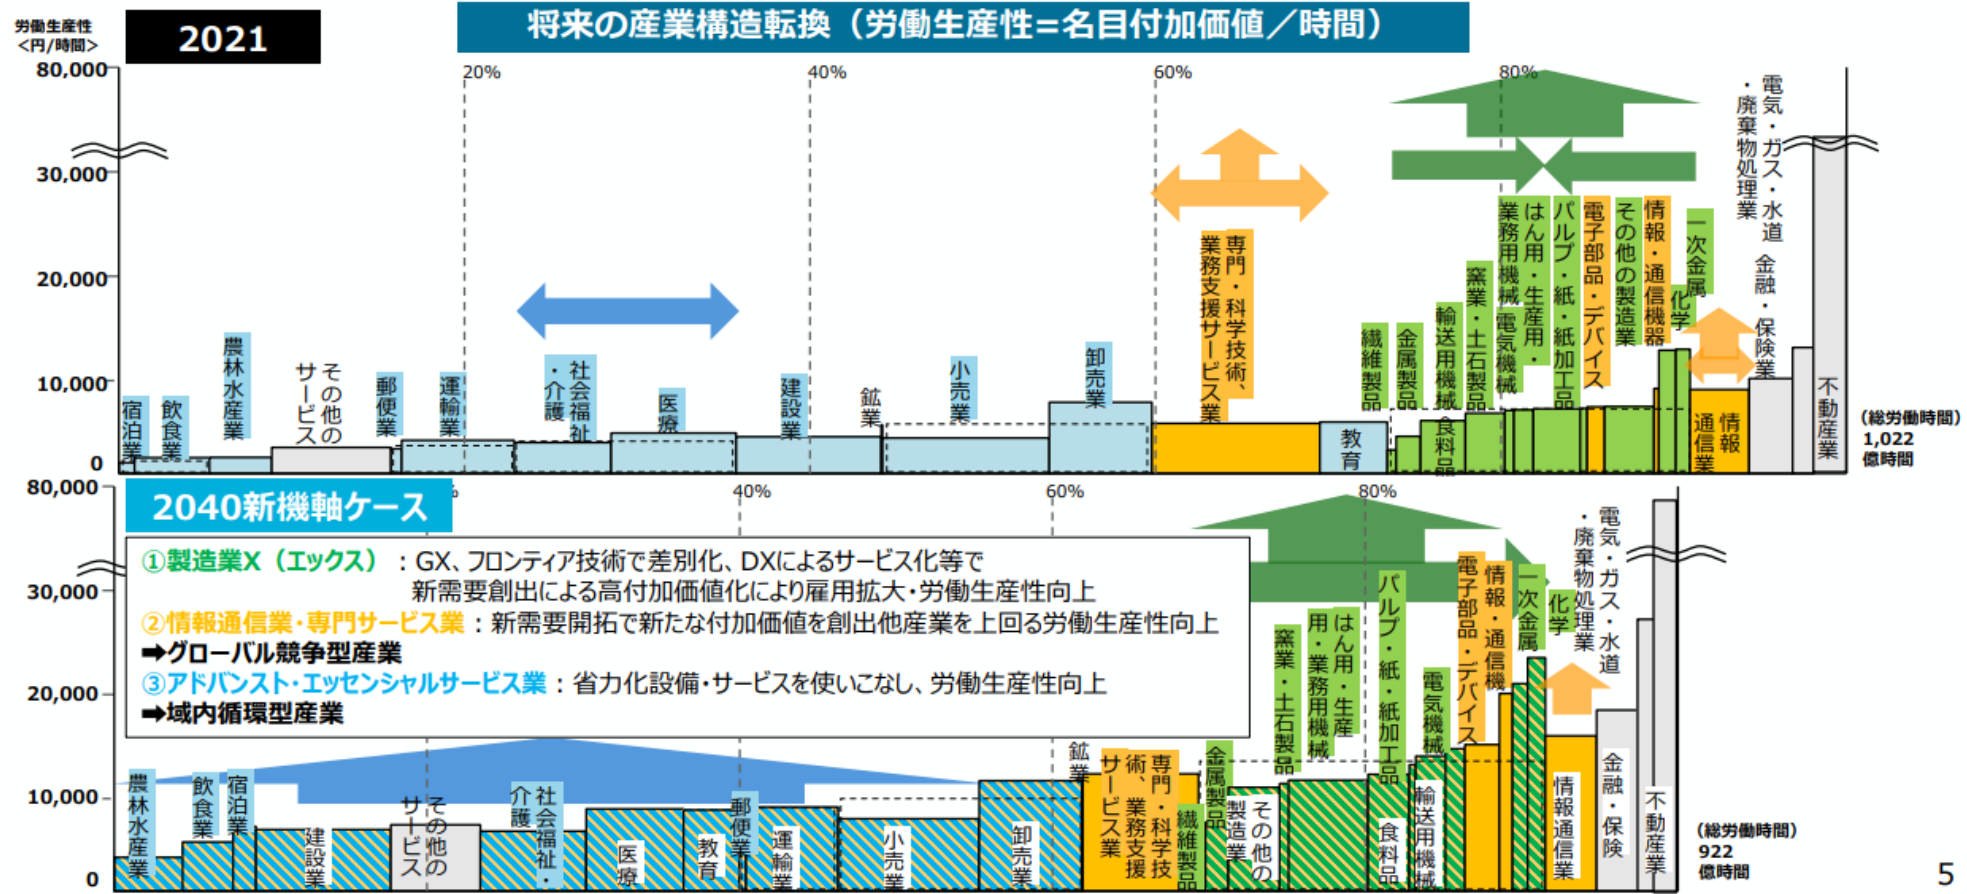 労働生産性
<円/時間>
2021
将来の産業構造転換（労働生産性=名目付加価値／時間）
80,000
30,000
20,000
10,000
0
20%
40%
60%
80%
宿泊業
飲食業
農林水産業
その他の
サービス
郵便業
運輸業
社会福祉
・介護
医療
建設業
鉱業
小売業
卸売業
専門・科学技術、
業務支援サービス業
教育
繊維製品
金属製品
輸送用機械
食料品
窯業・土石製品
電気機械
はん用・生産用・
業務用機械
パルプ・紙・紙加工品
電子部品・デバイス
その他の製造業
情報・通信機器
化学
一次金属
情報
通信業
金融・保険業
電気・ガス・水道
・廃棄物処理業
不動産業
（総労働時間）
1,022
億時間
2040新機軸ケース
80,000
30,000
20,000
10,000
0
%
40%
60%
80%
①製造業X（エックス）：GX、フロンティア技術で差別化、DXによるサービス化等で
新需要創出による高付加価値化により雇用拡大・労働生産性向上
②情報通信業・専門サービス業：新需要開拓で新たな付加価値を創出他産業を上回る労働生産性向上
➡グローバル競争型産業
③アドバンスト・エッセンシャルサービス業：省力化設備・サービスを使いこなし、労働生産性向上
➡域内循環型産業
農林水産業
飲食業
宿泊業
建設業
その他の
サービス
社会福祉・
介護
医療
教育
郵便業
運輸業
小売業
卸売業
鉱業
専門・科学技
術、業務支援
サービス業
繊維製品
金属製品
その他の
製造業
窯業・土石製品
はん用・生産
用・業務用機械
食料品
パルプ・紙・紙加工品
輸送用機械
電気機械
電子部品・デバイス
情報・通信機
一次金属
化学
情報通信業
金融・保険
電気・ガス・水道
・廃棄物処理業
不動産業
（総労働時間）
922
億時間
5